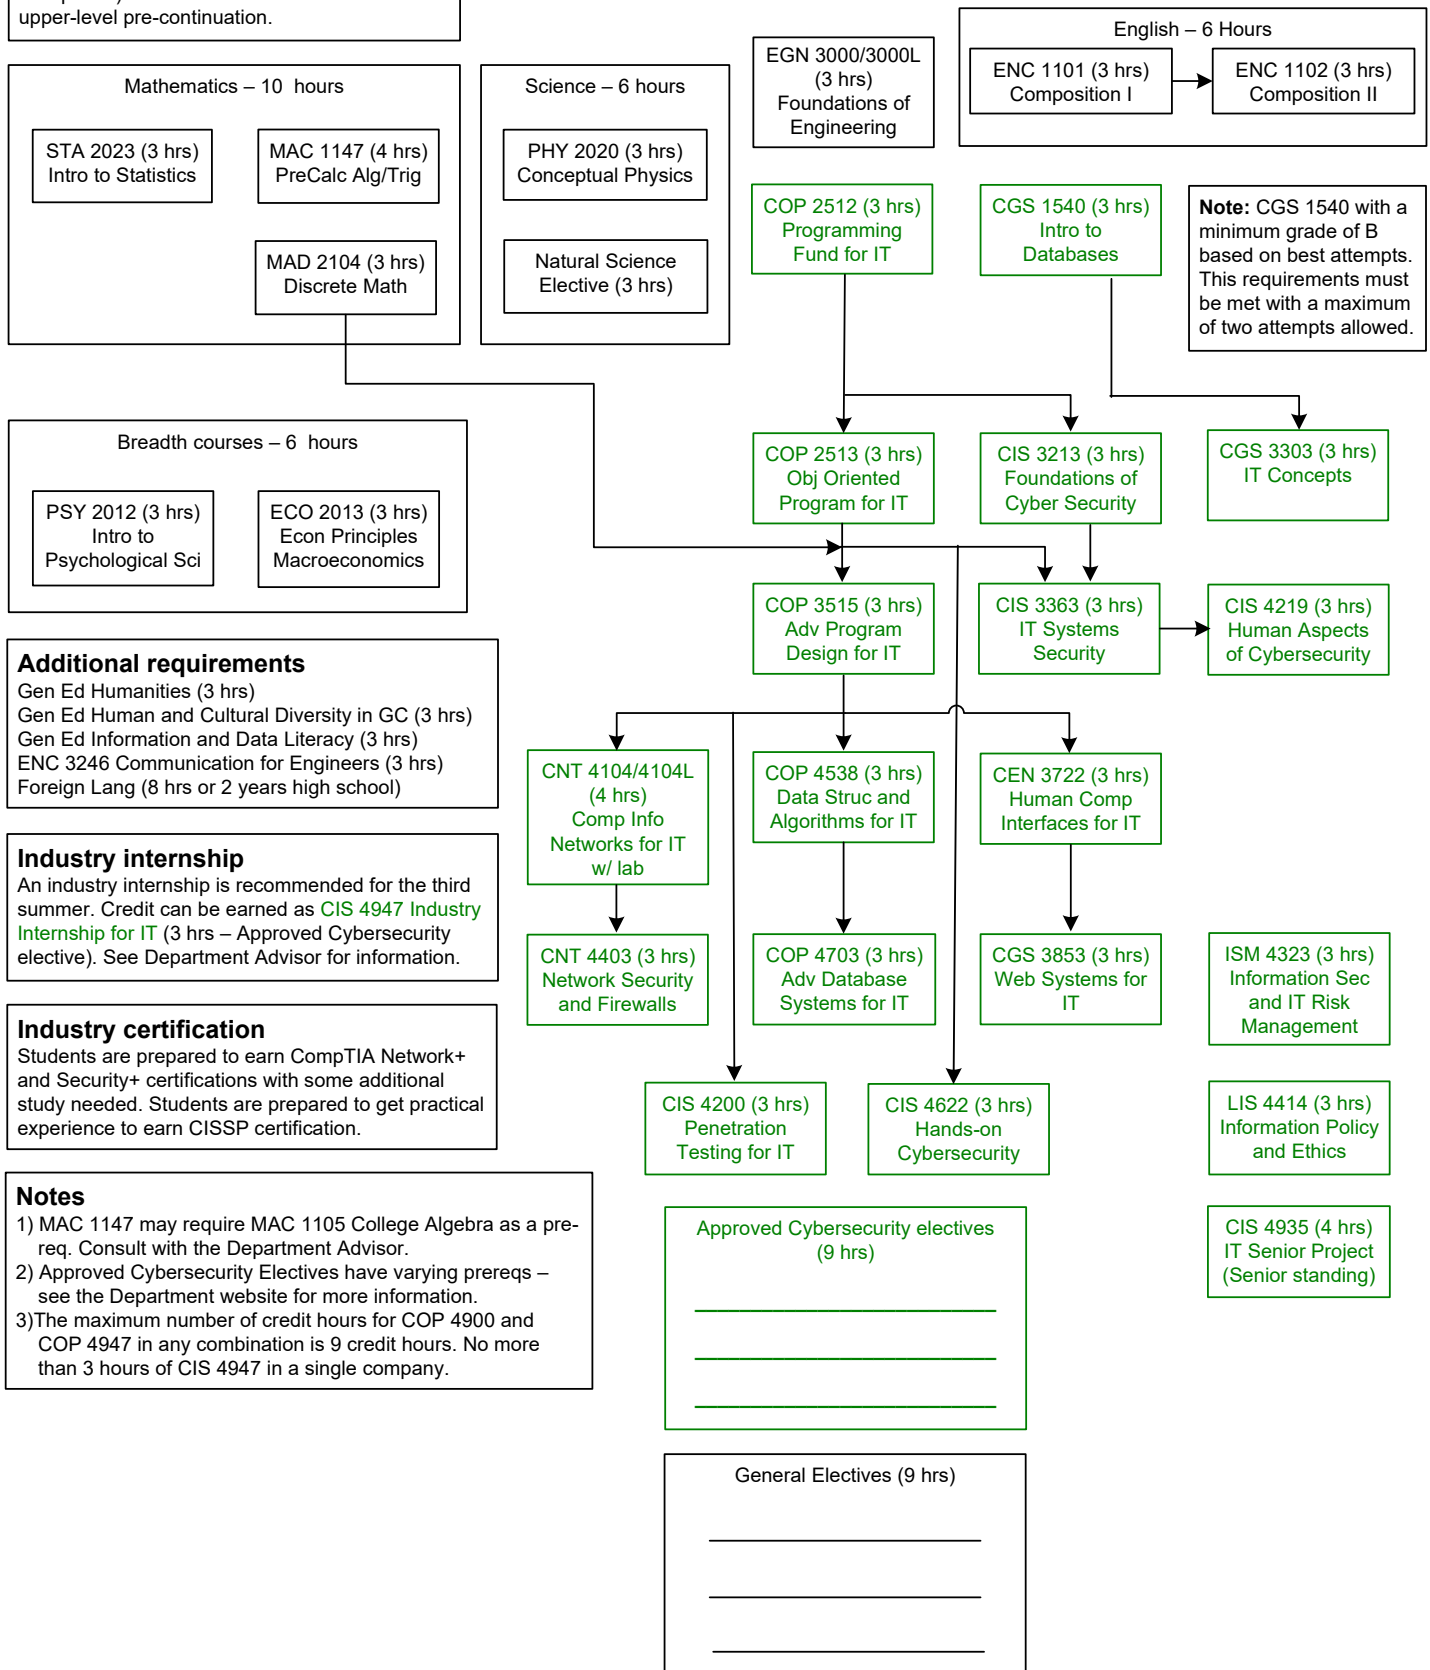 upper-level pre-continuation.
English – 6 Hours
ENC 1101 (3 hrs)
Composition I
ENC 1102 (3 hrs)
Composition II
EGN 3000/3000L
(3 hrs)
Foundations of
Engineering
Mathematics – 10  hours
STA 2023 (3 hrs)
Intro to Statistics
MAC 1147 (4 hrs)
PreCalc Alg/Trig
MAD 2104 (3 hrs)
Discrete Math
Science – 6 hours
PHY 2020 (3 hrs)
Conceptual Physics
Natural Science
Elective (3 hrs)
COP 2512 (3 hrs)
Programming
Fund for IT
CGS 1540 (3 hrs)
Intro to
Databases
Note: CGS 1540 with a
minimum grade of B
based on best attempts.
This requirements must
be met with a maximum
of two attempts allowed.
Breadth courses – 6  hours
PSY 2012 (3 hrs)
Intro to
Psychological Sci
ECO 2013 (3 hrs)
Econ Principles
Macroeconomics
COP 2513 (3 hrs)
Obj Oriented
Program for IT
CIS 3213 (3 hrs)
Foundations of
Cyber Security
CGS 3303 (3 hrs)
IT Concepts
COP 3515 (3 hrs)
Adv Program
Design for IT
CIS 3363 (3 hrs)
IT Systems
Security
CIS 4219 (3 hrs)
Human Aspects
of Cybersecurity
Additional requirements
Gen Ed Humanities (3 hrs)
Gen Ed Human and Cultural Diversity in GC (3 hrs)
Gen Ed Information and Data Literacy (3 hrs)
ENC 3246 Communication for Engineers (3 hrs)
Foreign Lang (8 hrs or 2 years high school)
CNT 4104/4104L
(4 hrs)
Comp Info
Networks for IT
w/ lab
COP 4538 (3 hrs)
Data Struc and
Algorithms for IT
CEN 3722 (3 hrs)
Human Comp
Interfaces for IT
Industry internship
An industry internship is recommended for the third
summer. Credit can be earned as CIS 4947 Industry
Internship for IT (3 hrs – Approved Cybersecurity
elective). See Department Advisor for information.
CNT 4403 (3 hrs)
Network Security
and Firewalls
COP 4703 (3 hrs)
Adv Database
Systems for IT
CGS 3853 (3 hrs)
Web Systems for
IT
ISM 4323 (3 hrs)
Information Sec
and IT Risk
Management
Industry certification
Students are prepared to earn CompTIA Network+
and Security+ certifications with some additional
study needed. Students are prepared to get practical
experience to earn CISSP certification.
CIS 4200 (3 hrs)
Penetration
Testing for IT
CIS 4622 (3 hrs)
Hands-on
Cybersecurity
LIS 4414 (3 hrs)
Information Policy
and Ethics
Notes
1) MAC 1147 may require MAC 1105 College Algebra as a pre-
req. Consult with the Department Advisor.
2) Approved Cybersecurity Electives have varying prereqs –
see the Department website for more information.
3)The maximum number of credit hours for COP 4900 and
COP 4947 in any combination is 9 credit hours. No more
than 3 hours of CIS 4947 in a single company.
Approved Cybersecurity electives
(9 hrs)
CIS 4935 (4 hrs)
IT Senior Project
(Senior standing)
General Electives (9 hrs)